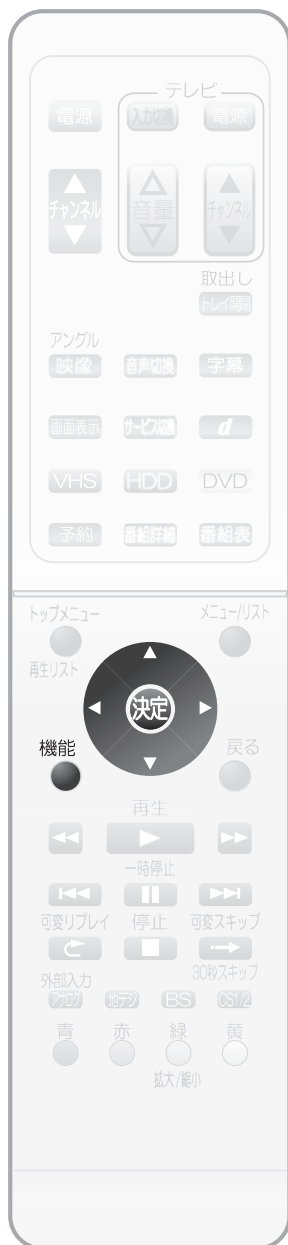 テレビ
電源 入力切換 電源
チャンネル 音量 チャンネル
取出し
トレイ開閉
アングル
映像 音声切換 字幕
画面表示 サービス切換 d
VHS HDD DVD
予約 番組詳細 番組表
トップメニュー メニュー/リスト
再生リスト
決定
機能 戻る
再生
一時停止
可変リプレイ 停止 可変スキップ
外部入力 30秒スキップ
アナログ 地デジ BS CS1/2
青 赤 緑 黄
拡大/縮小